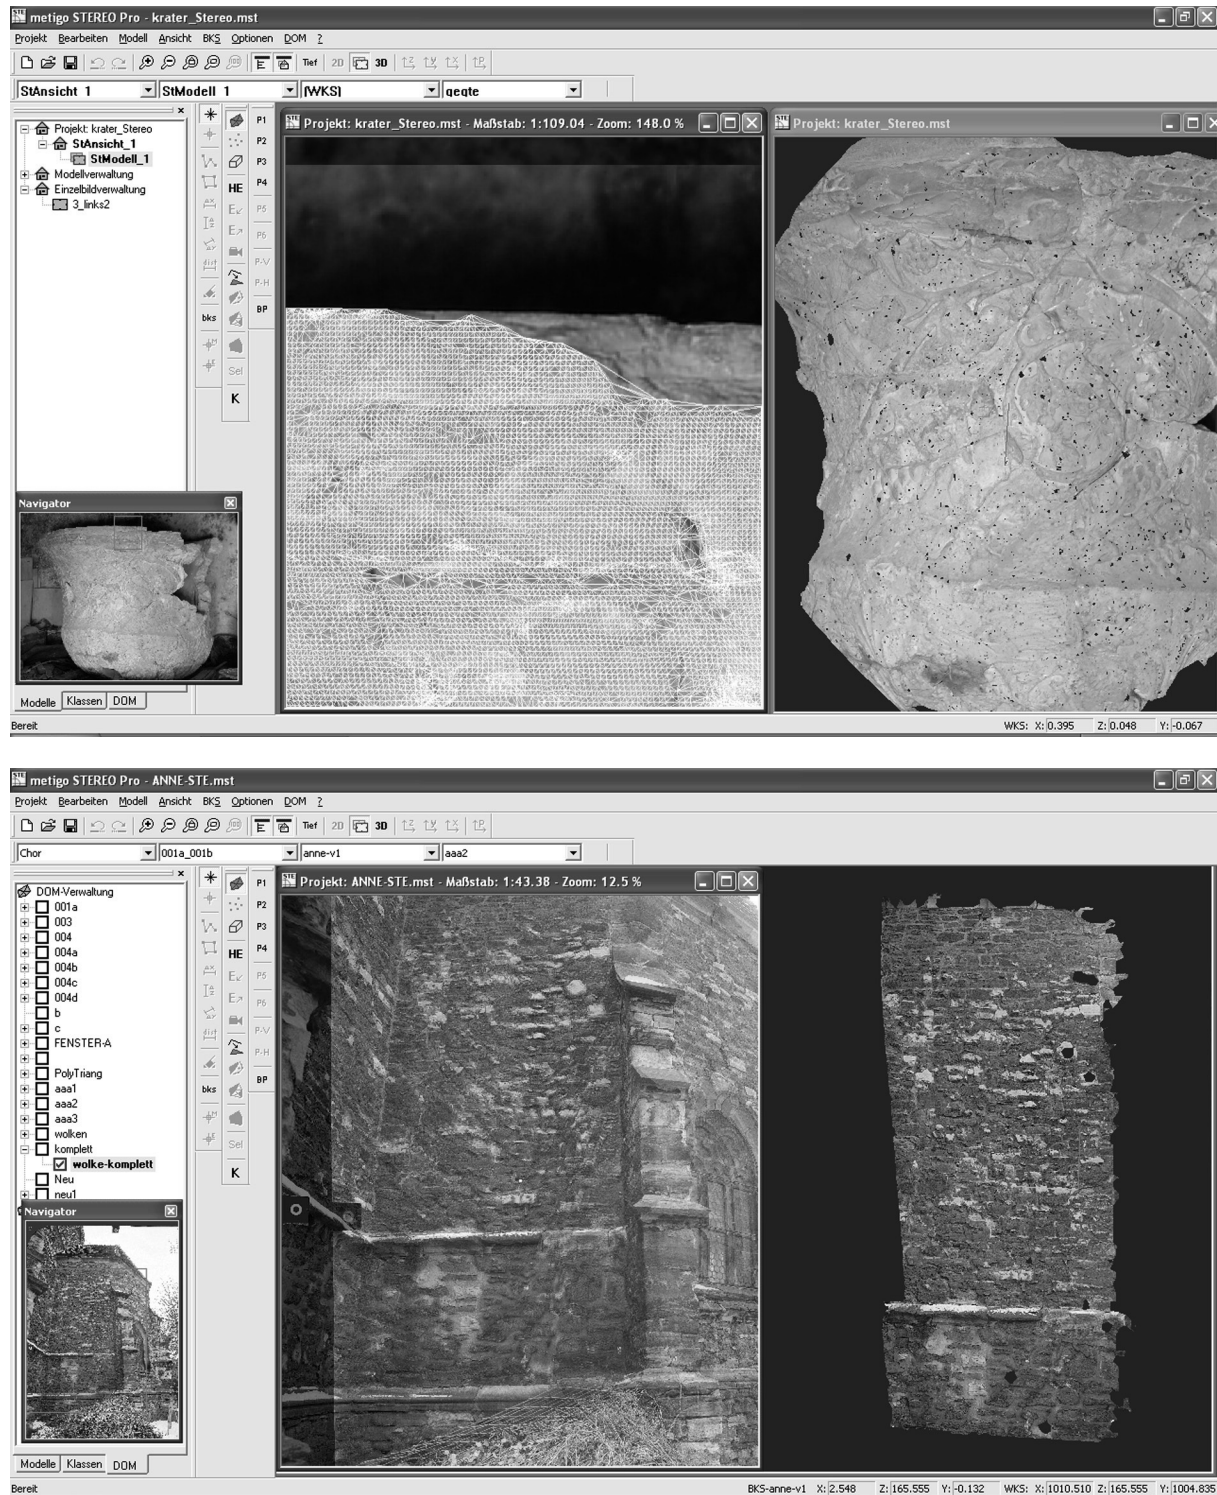 metigo STEREO Pro - krater_Stereo.mst
Projekt Bearbeiten Modell Ansicht BKS Optionen DOM ?
Tief 2D 3D
StAnsicht 1 StModell 1 (WKS) gegte
Projekt: krater_Stereo
StAnsicht_1
StModell_1
Modellverwaltung
Einzelbildverwaltung
3_links2
HE
bks
Sel
K
P1
P2
P3
P4
P5
P6
P-V
P-H
BP
Projekt: krater_Stereo.mst - Maßstab: 1:109.04 - Zoom: 148.0 %
Projekt: krater_Stereo.mst
Navigator
Modelle Klassen DOM
Bereit
WKS: X: 0.395 Z: 0.048 Y: -0.067
metigo STEREO Pro - ANNE-STE.mst
Projekt Bearbeiten Modell Ansicht BKS Optionen DOM ?
Tief 2D 3D
Chor 001a_001b anne-v1 aaa2
DOM-Verwaltung
001a
003
004
004a
004b
004c
004d
b
c
FENSTER-A
PolyTriang
aaa1
aaa2
aaa3
wolken
komplett
wolke-komplett
Neu
neu1
HE
bks
Sel
K
P1
P2
P3
P4
P5
P6
P-V
P-H
BP
Projekt: ANNE-STE.mst - Maßstab: 1:43.38 - Zoom: 12.5 %
Navigator
Modelle Klassen DOM
Bereit
BKS-anne-v1 X: 2.548 Z: 165.555 Y: -0.132 WKS: X: 1010.510 Z: 165.555 Y: 1004.835